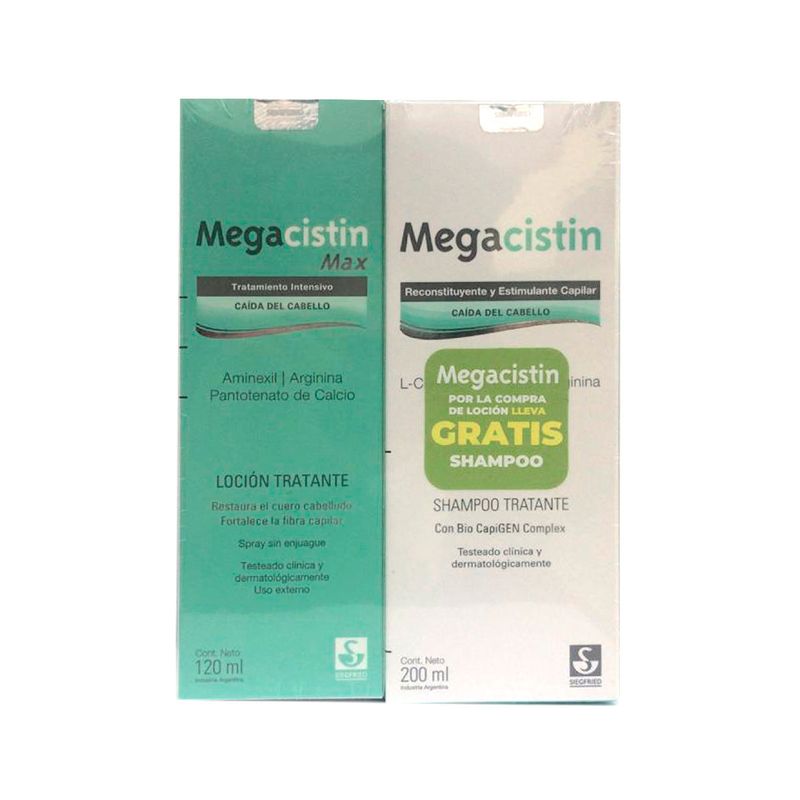 Megacistin
Max
Tratamiento Intensivo
CAÍDA DEL CABELLO
Aminexil | Arginina
Pantotenato de Calcio
LOCIÓN TRATANTE
Restaura el cuero cabelludo
Fortalece la fibra capilar
Spray sin enjuague
Testeado clínica y
dermatológicamente
Uso externo
Cont. Neto
120 ml
Industria Argentina
SIEGFRIED
Megacistin
Reconstituyente y Estimulante Capilar
CAÍDA DEL CABELLO
Megacistin
POR LA COMPRA
DE LOCIÓN LLEVA
GRATIS
SHAMPOO
SHAMPOO TRATANTE
Con Bio CapiGEN Complex
Testeado clínica y
dermatológicamente
Cont. Neto
200 ml
Industria Argentina
SIEGFRIED